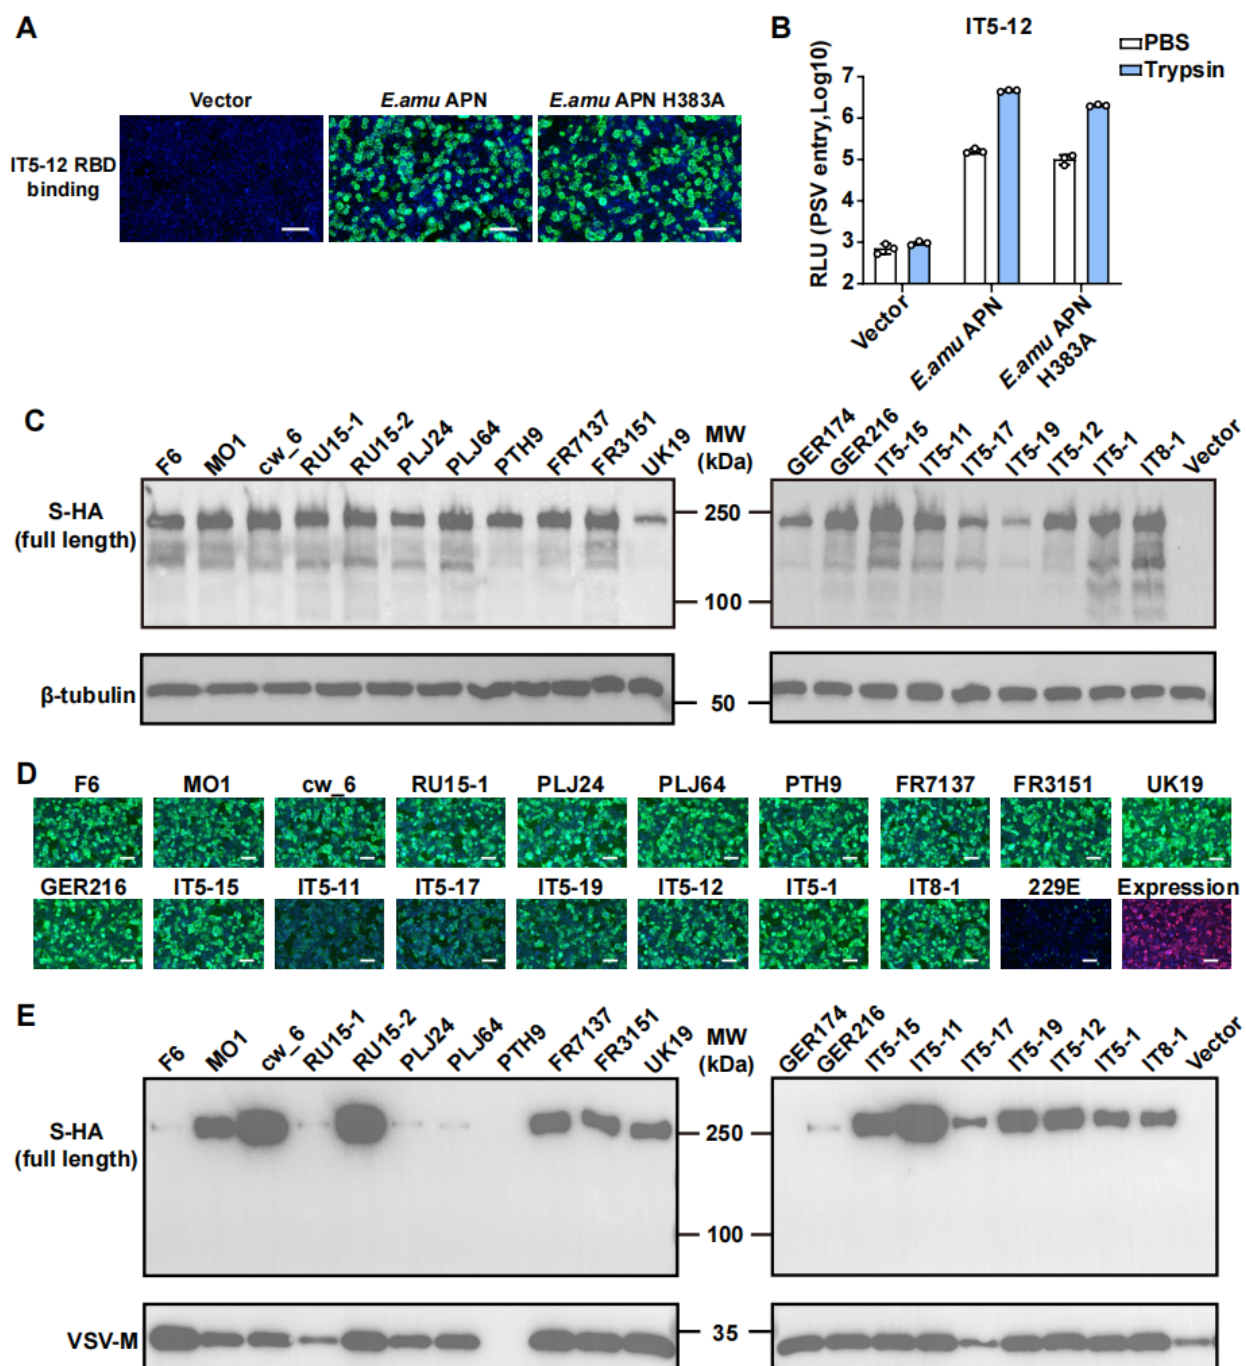 A
Vector
E.amu APN
E.amu APN H383A
IT5-12 RBD
binding
B
IT5-12
PBS
Trypsin
RLU (PSV entry,Log10)
7
6
5
4
3
2
Vector
E.amu APN
E.amu APN
H383A
C
F6
MO1
cw_6
RU15-1
RU15-2
PLJ24
PLJ64
PTH9
FR7137
FR3151
UK19
MW
(kDa)
GER174
GER216
IT5-15
IT5-11
IT5-17
IT5-19
IT5-12
IT5-1
IT8-1
Vector
S-HA
(full length)
250
100
β-tubulin
50
D
F6
MO1
cw_6
RU15-1
PLJ24
PLJ64
PTH9
FR7137
FR3151
UK19
GER216
IT5-15
IT5-11
IT5-17
IT5-19
IT5-12
IT5-1
IT8-1
229E
Expression
E
F6
MO1
cw_6
RU15-1
RU15-2
PLJ24
PLJ64
PTH9
FR7137
FR3151
UK19
MW
(kDa)
GER174
GER216
IT5-15
IT5-11
IT5-17
IT5-19
IT5-12
IT5-1
IT8-1
Vector
S-HA
(full length)
250
100
VSV-M
35